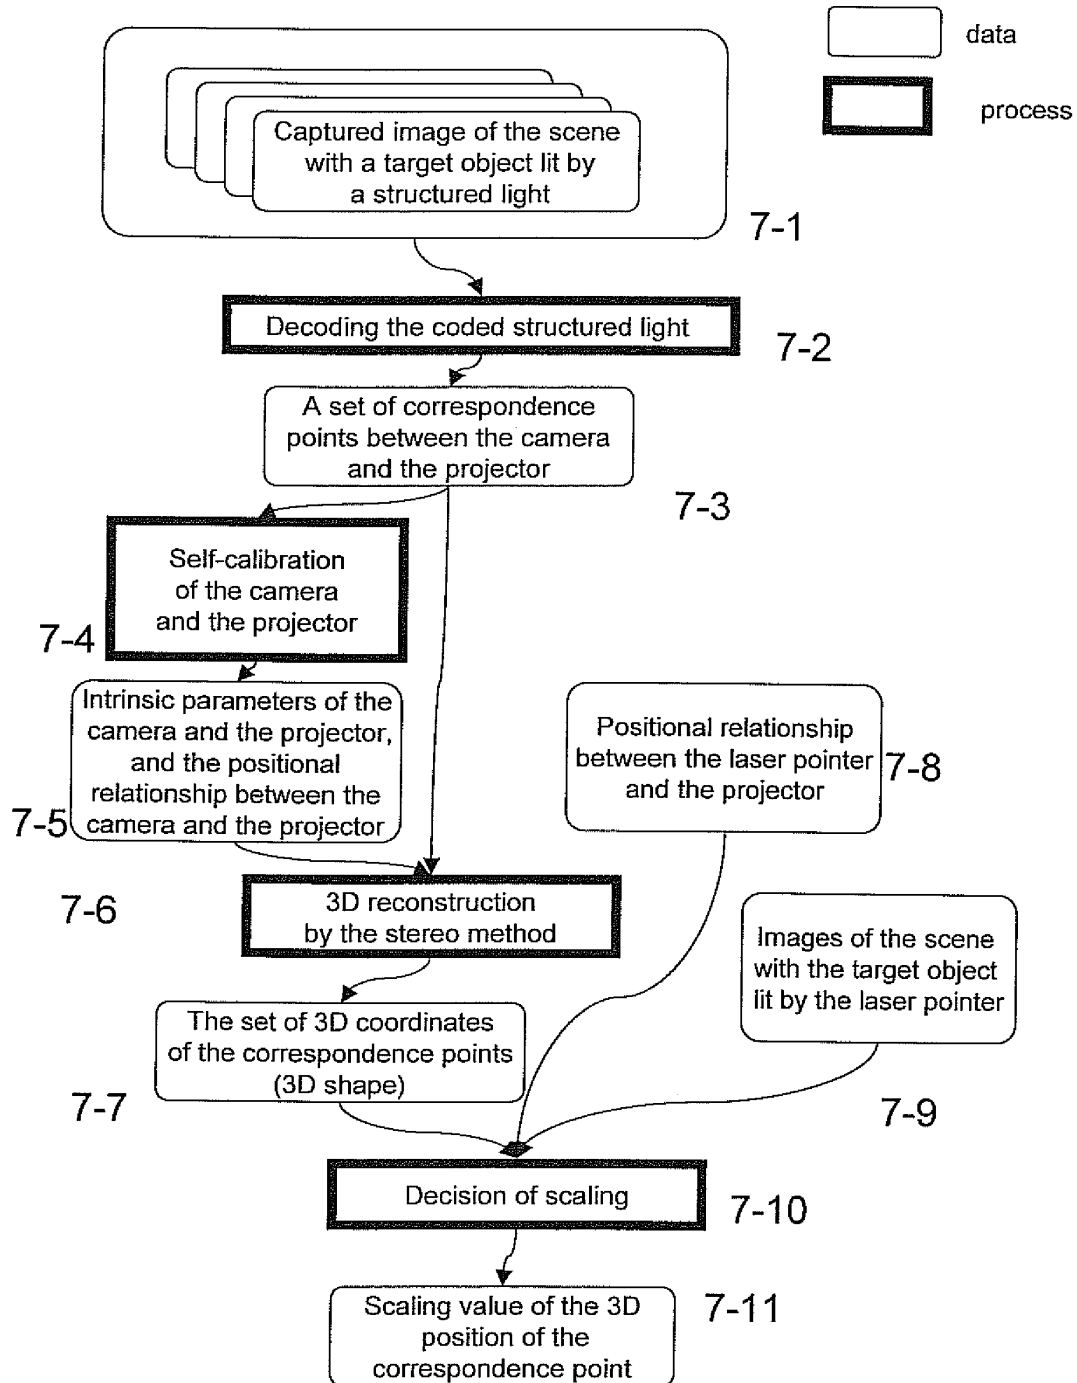 data
process
Captured image of the scene
with a target object lit by
a structured light
7-1
Decoding the coded structured light
7-2
A set of correspondence
points between the camera
and the projector
7-3
Self-calibration
of the camera
and the projector
7-4
Intrinsic parameters of the
camera and the projector,
and the positional
relationship between the
camera and the projector
7-5
Positional relationship
between the laser pointer
and the projector
7-8
3D reconstruction
by the stereo method
7-6
Images of the scene
with the target object
lit by the laser pointer
7-9
The set of 3D coordinates
of the correspondence points
(3D shape)
7-7
Decision of scaling
7-10
Scaling value of the 3D
position of the
correspondence point
7-11